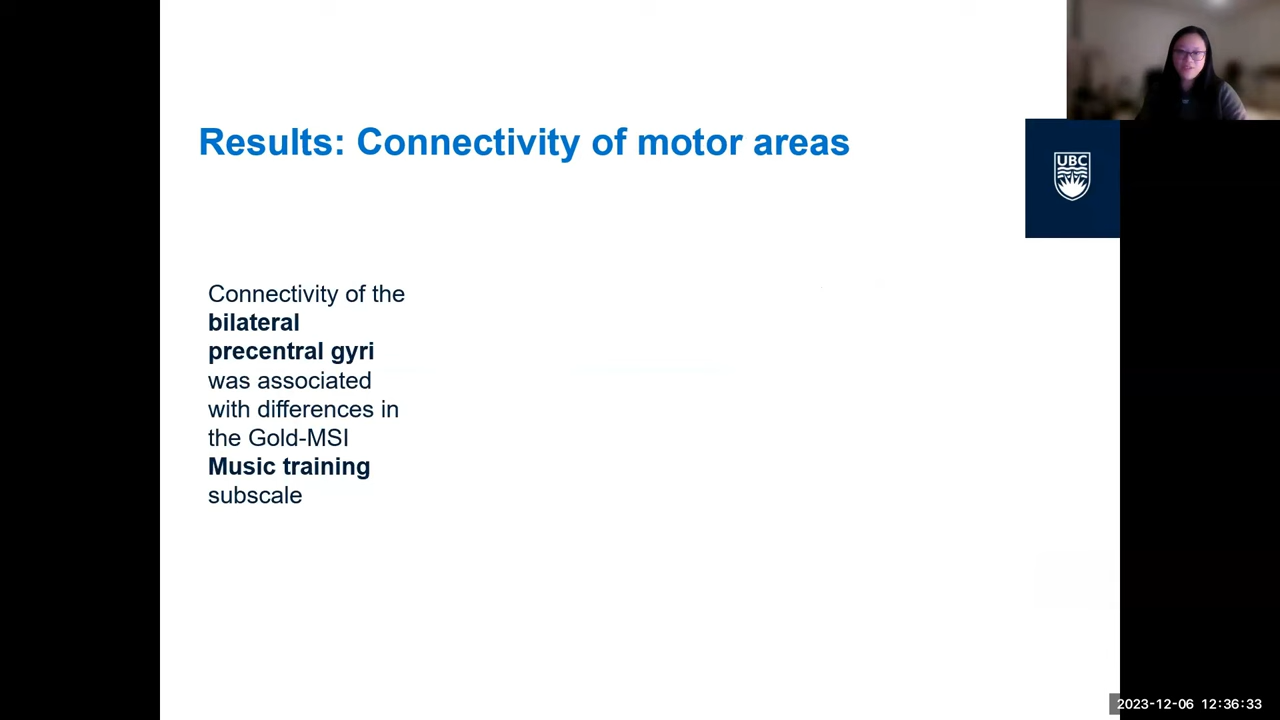 Results: Connectivity of motor areas
UBC
Connectivity of the
bilateral
precentral gyri
was associated
with differences in
the Gold-MSI
Music training
subscale
2023-12-06 12:36:33